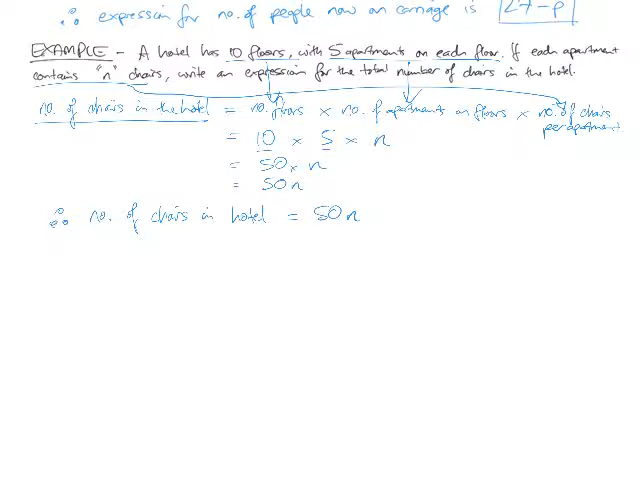 ∴ expression for no. of people now on carriage is 27-p
EXAMPLE - A hotel has 10 floors, with 5 apartments on each floor. If each apartment
contains "n" chairs, write an expression for the total number of chairs in the hotel.
no. of chairs in the hotel = no. floors × no. of apartments on floors × no. of chairs
per apartment
= 10 × 5 × n
= 50 × n
= 50n
∴ no. of chairs in hotel = 50n